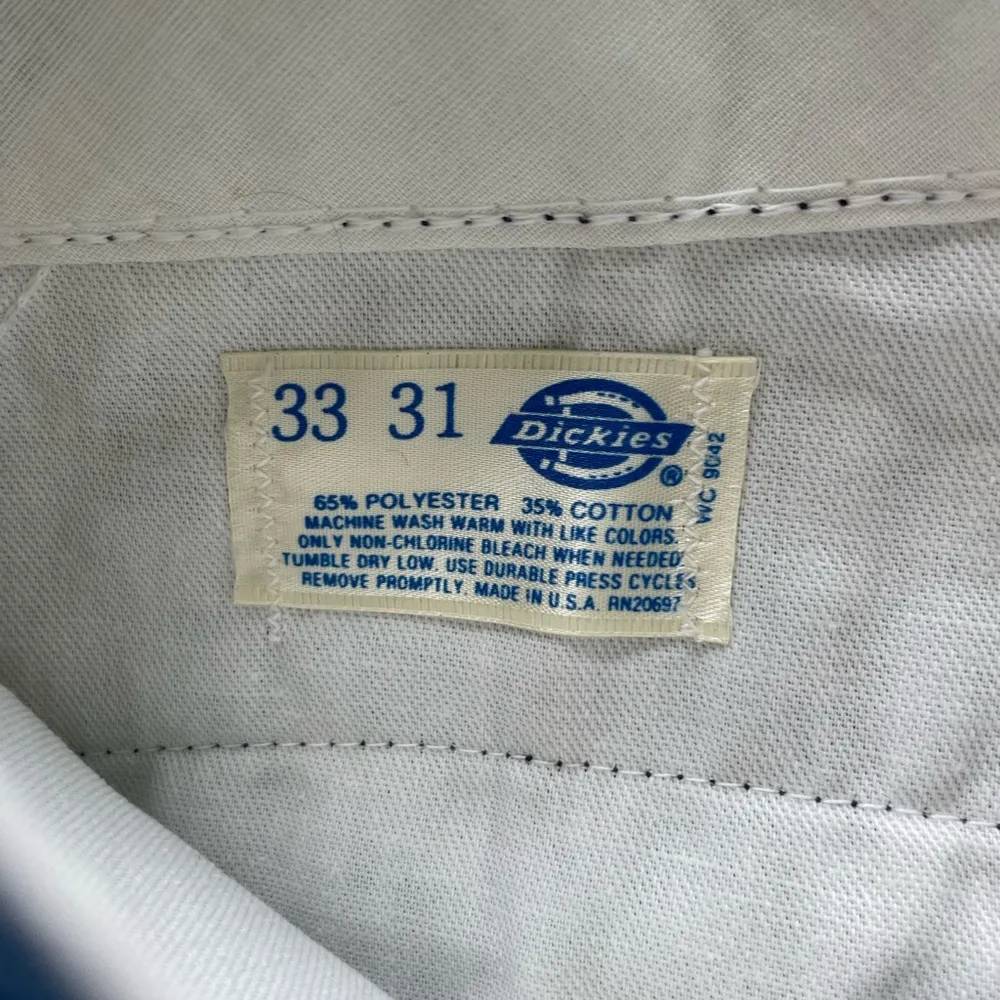 33 31
Dickies®
65% POLYESTER 35% COTTON
MACHINE WASH WARM WITH LIKE COLORS.
ONLY NON-CHLORINE BLEACH WHEN NEEDED.
TUMBLE DRY LOW. USE DURABLE PRESS CYCLES
REMOVE PROMPTLY. MADE IN U.S.A. RN20697
WC 9042